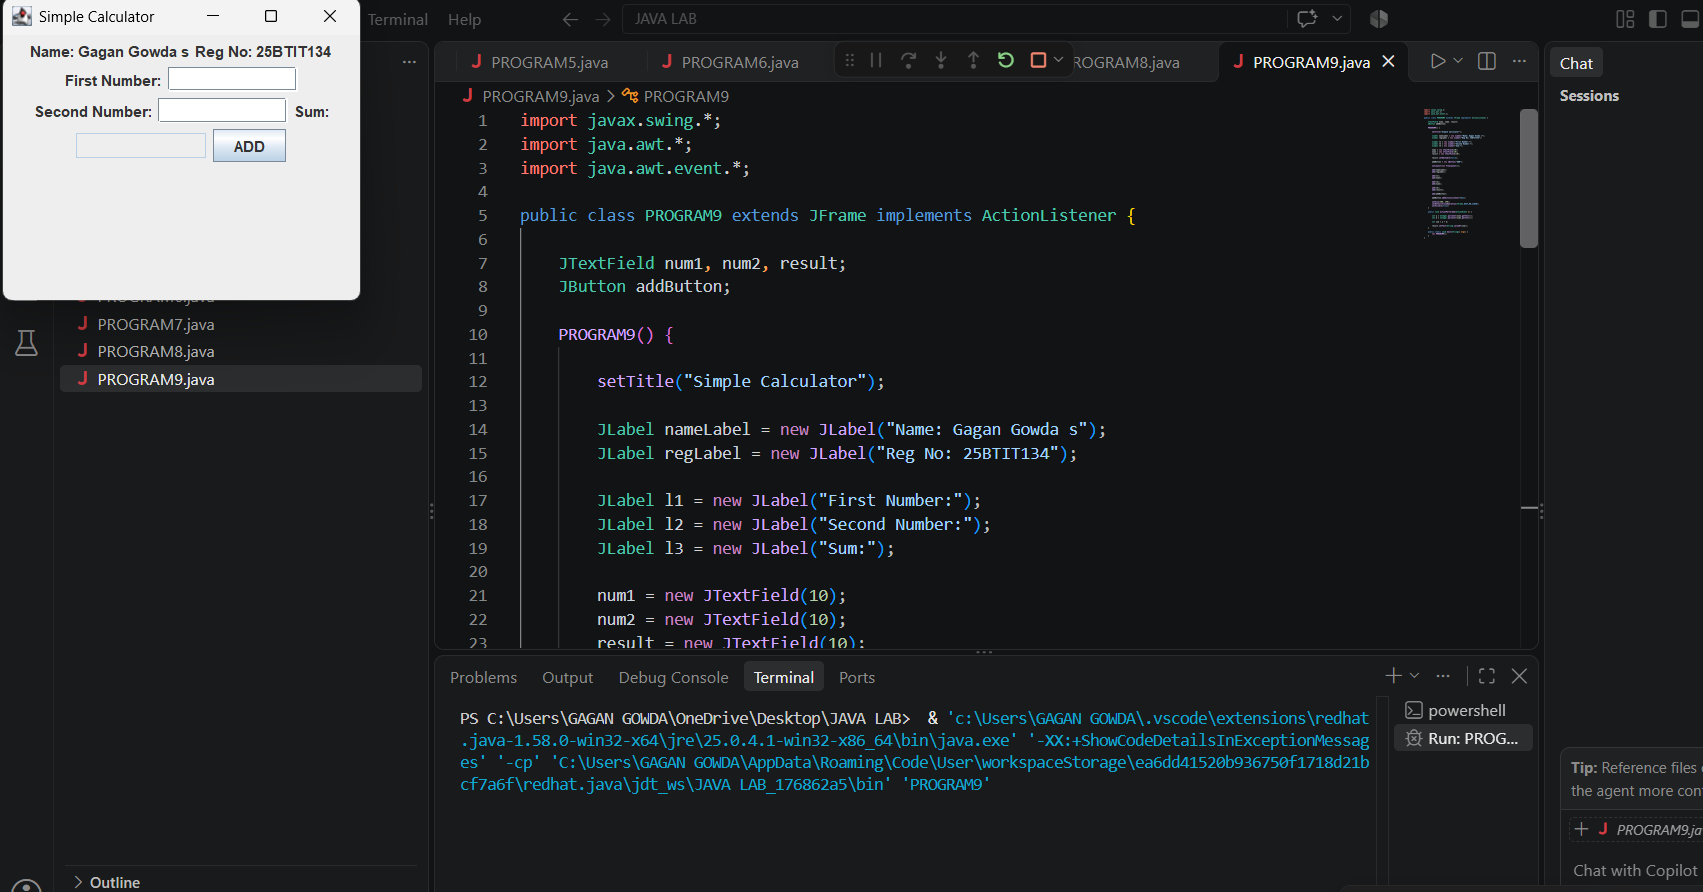 Simple Calculator
Name: Gagan Gowda s Reg No: 25BTIT134
First Number:
Second Number: Sum:
ADD
Terminal Help
JAVA LAB
PROGRAM7.java
PROGRAM8.java
PROGRAM9.java
Outline
PROGRAM5.java PROGRAM6.java ROGRAM8.java PROGRAM9.java
PROGRAM9.java > PROGRAM9
1 import javax.swing.*;
2 import java.awt.*;
3 import java.awt.event.*;
4
5 public class PROGRAM9 extends JFrame implements ActionListener {
6
7 JTextField num1, num2, result;
8 JButton addButton;
9
10 PROGRAM9() {
11
12 setTitle("Simple Calculator");
13
14 JLabel nameLabel = new JLabel("Name: Gagan Gowda s");
15 JLabel regLabel = new JLabel("Reg No: 25BTIT134");
16
17 JLabel l1 = new JLabel("First Number:");
18 JLabel l2 = new JLabel("Second Number:");
19 JLabel l3 = new JLabel("Sum:");
20
21 num1 = new JTextField(10);
22 num2 = new JTextField(10);
23 result = new JTextField(10);
Problems Output Debug Console Terminal Ports
PS C:\Users\GAGAN GOWDA\OneDrive\Desktop\JAVA LAB> & 'c:\Users\GAGAN GOWDA\.vscode\extensions\redhat
.java-1.58.0-win32-x64\jre\25.0.4.1-win32-x86_64\bin\java.exe' '-XX:+ShowCodeDetailsInExceptionMessag
es' '-cp' 'C:\Users\GAGAN GOWDA\AppData\Roaming\Code\User\workspaceStorage\ea6dd41520b936750f1718d21b
cf7a6f\redhat.java\jdt_ws\JAVA LAB_176862a5\bin' 'PROGRAM9'
powershell
Run: PROG...
Chat
Sessions
Tip: Reference files
the agent more con
PROGRAM9.ja
Chat with Copilot